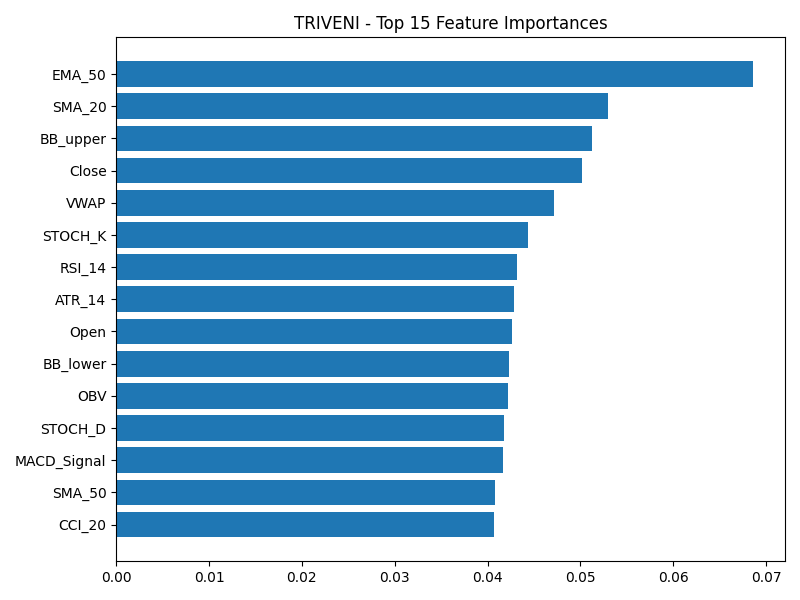 TRIVENI - Top 15 Feature Importances
EMA_50
SMA_20
BB_upper
Close
VWAP
STOCH_K
RSI_14
ATR_14
Open
BB_lower
OBV
STOCH_D
MACD_Signal
SMA_50
CCI_20
0.00 0.01 0.02 0.03 0.04 0.05 0.06 0.07